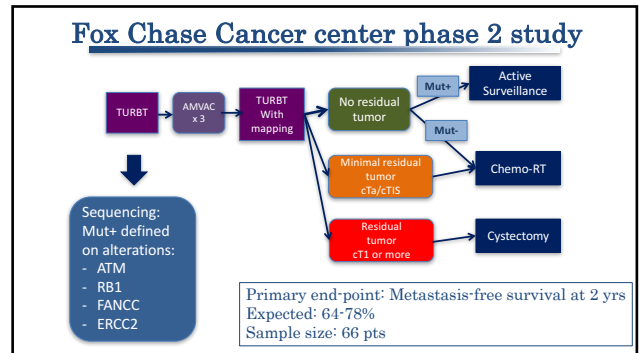 Fox Chase Cancer center phase 2 study
TURBT
AMVAC
x 3
TURBT
With
mapping
No residual
tumor
Mut+
Active
Surveillance
Mut-
Minimal residual
tumor
cTa/cTIS
Chemo-RT
Residual
tumor
cT1 or more
Cystectomy
Sequencing:
Mut+ defined
on alterations:
- ATM
- RB1
- FANCC
- ERCC2
Primary end-point: Metastasis-free survival at 2 yrs
Expected: 64-78%
Sample size: 66 pts